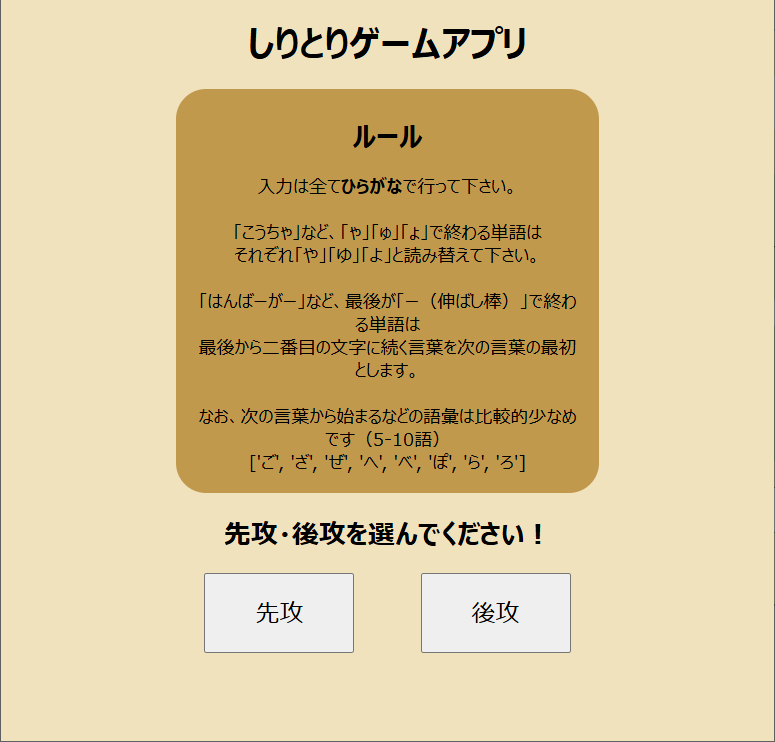 しりとりゲームアプリ
ルール
入力は全てひらがなで行って下さい。
「こうちゃ」など、「ゃ」「ゅ」「ょ」で終わる単語は
それぞれ「や」「ゆ」「よ」と読み替えて下さい。
「はんばーがー」など、最後が「－（伸ばし棒）」で終わ
る単語は
最後から二番目の文字に続く言葉を次の言葉の最初
とします。
なお、次の言葉から始まるなどの語彙は比較的少なめ
です（5-10語）
['ご', 'ざ', 'ぜ', 'へ', 'べ', 'ぽ', 'ら', 'ろ']
先攻・後攻を選んでください！
先攻
後攻